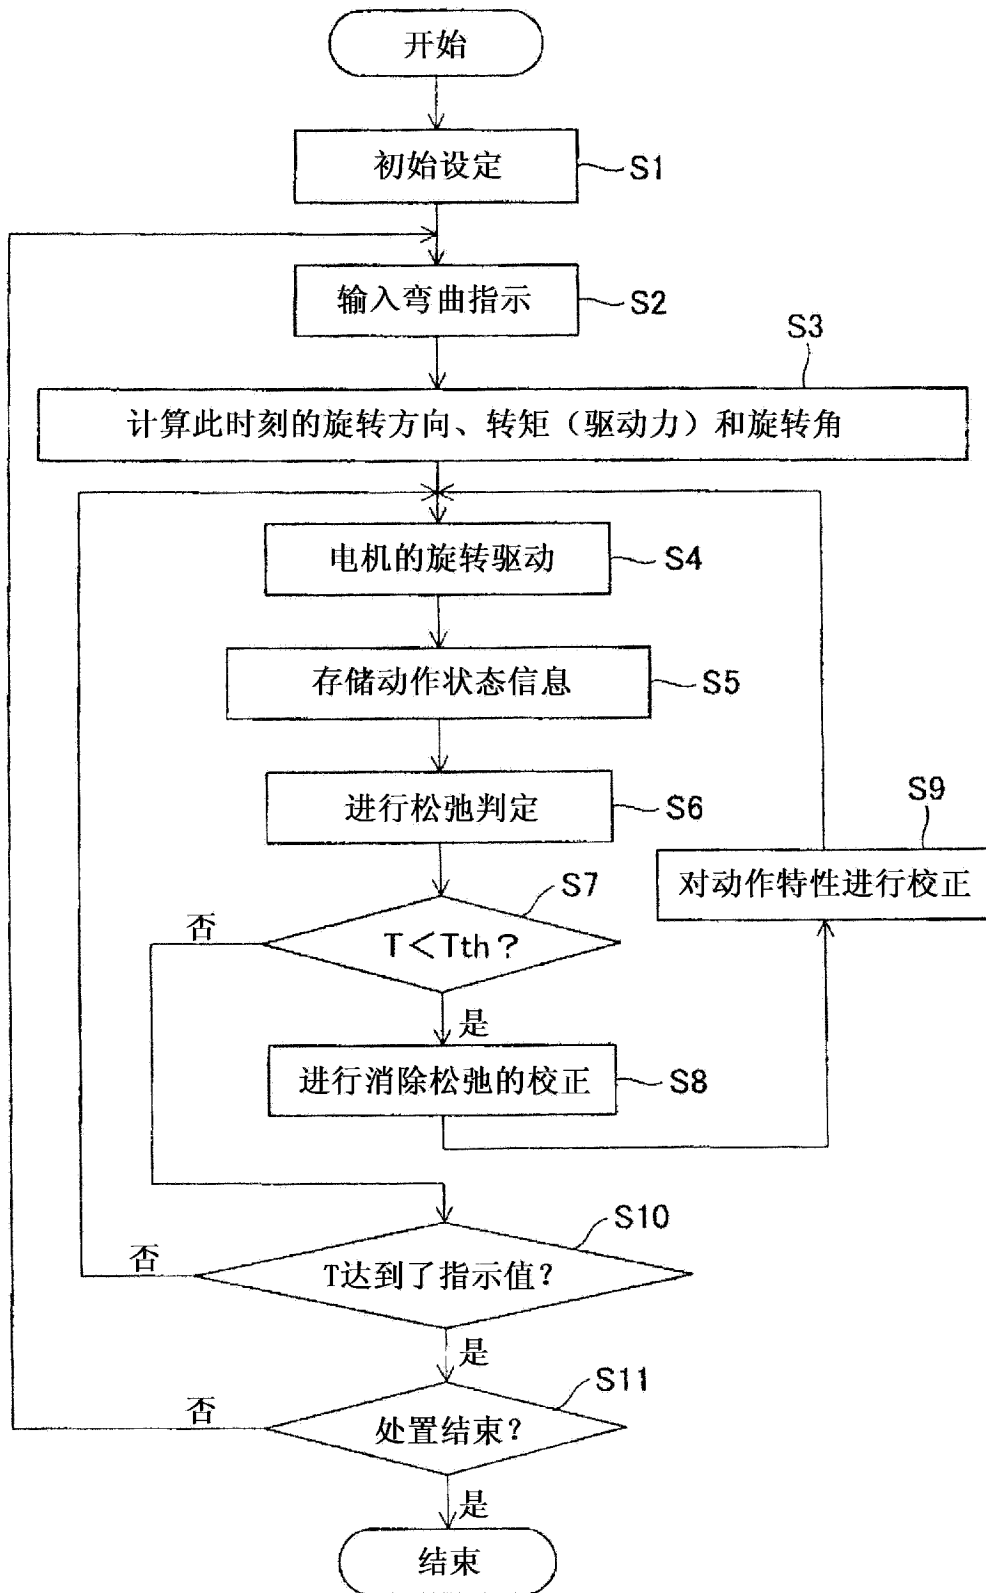 开始
初始设定
S1
输入弯曲指示
S2
S3
计算此时刻的旋转方向、转矩（驱动力）和旋转角
电机的旋转驱动
S4
存储动作状态信息
S5
进行松弛判定
S6
S9
对动作特性进行校正
S7
否
T＜Tth？
是
进行消除松弛的校正
S8
S10
否
T达到了指示值？
是
S11
否
处置结束？
是
结束